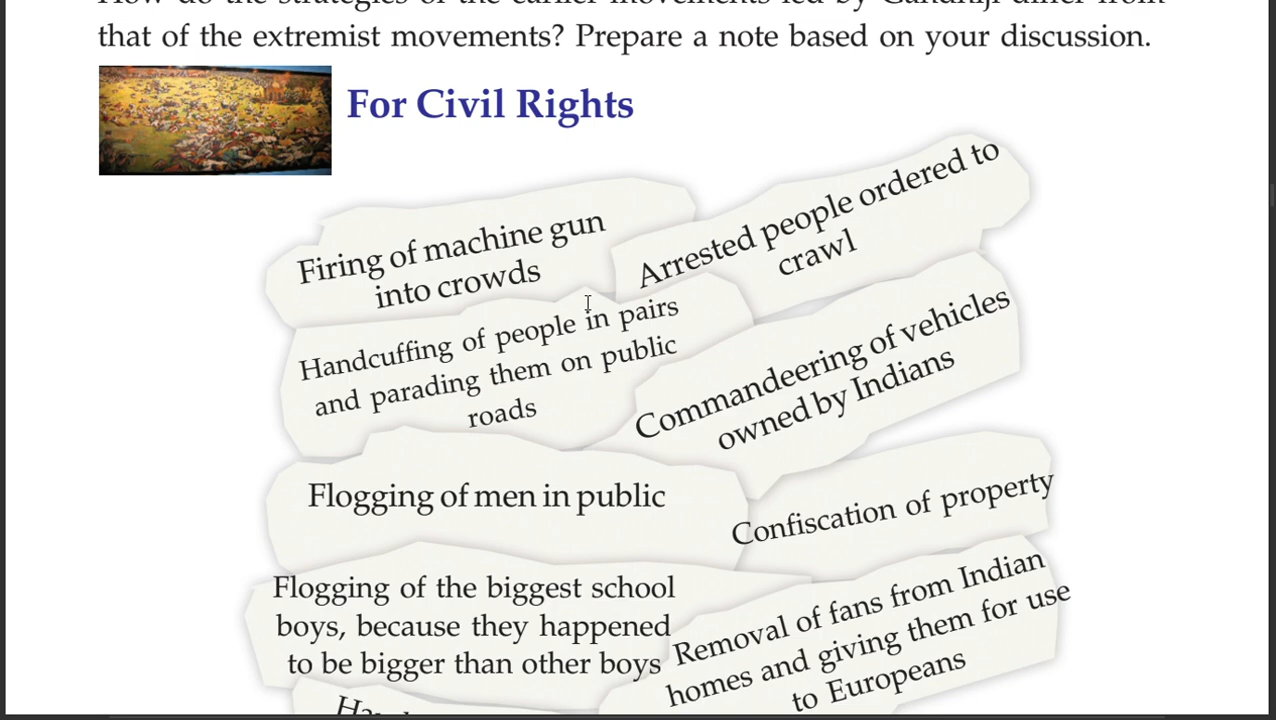 that of the extremist movements? Prepare a note based on your discussion.
For Civil Rights
Firing of machine gun
into crowds
Arrested people ordered to
crawl
Handcuffing of people in pairs
and parading them on public
roads
Commandeering of vehicles
owned by Indians
Flogging of men in public
Confiscation of property
Flogging of the biggest school
boys, because they happened
to be bigger than other boys
Removal of fans from Indian
homes and giving them for use
to Europeans